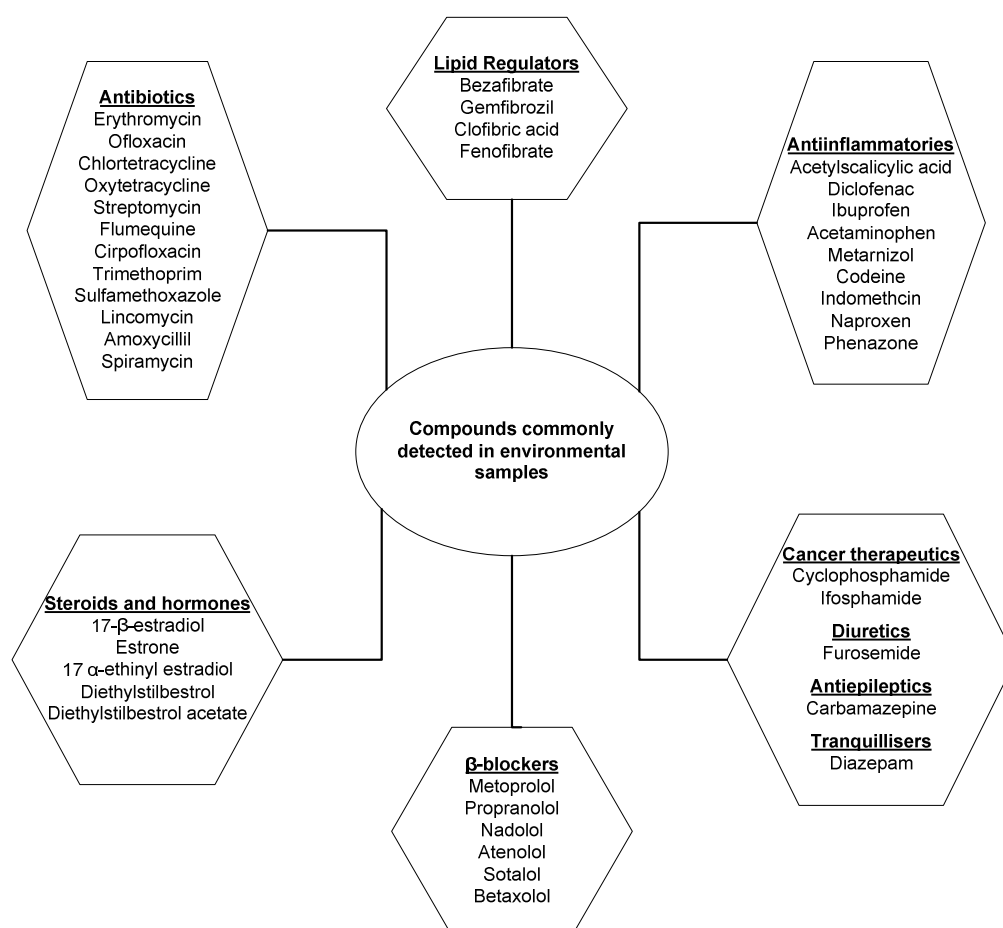 Lipid Regulators
Bezafibrate
Gemfibrozil
Clofibric acid
Fenofibrate
Antibiotics
Erythromycin
Ofloxacin
Chlortetracycline
Oxytetracycline
Streptomycin
Flumequine
Cirpofloxacin
Trimethoprim
Sulfamethoxazole
Lincomycin
Amoxycillil
Spiramycin
Antiinflammatories
Acetylscalicylic acid
Diclofenac
Ibuprofen
Acetaminophen
Metarnizol
Codeine
Indomethcin
Naproxen
Phenazone
Compounds commonly
detected in environmental
samples
Steroids and hormones
17-β-estradiol
Estrone
17 α-ethinyl estradiol
Diethylstilbestrol
Diethylstilbestrol acetate
Cancer therapeutics
Cyclophosphamide
Ifosphamide
Diuretics
Furosemide
Antiepileptics
Carbamazepine
Tranquillisers
Diazepam
β-blockers
Metoprolol
Propranolol
Nadolol
Atenolol
Sotalol
Betaxolol